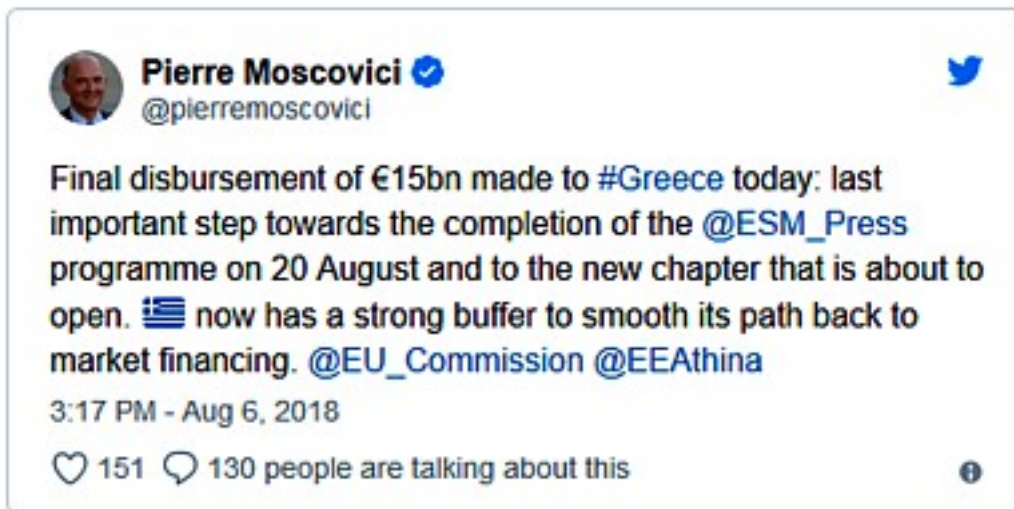 Pierre Moscovici
@pierremoscovici
Final disbursement of €15bn made to #Greece today: last
important step towards the completion of the @ESM_Press
programme on 20 August and to the new chapter that is about to
open. 🇬🇷 now has a strong buffer to smooth its path back to
market financing. @EU_Commission @EEAthina
3:17 PM - Aug 6, 2018
151 130 people are talking about this